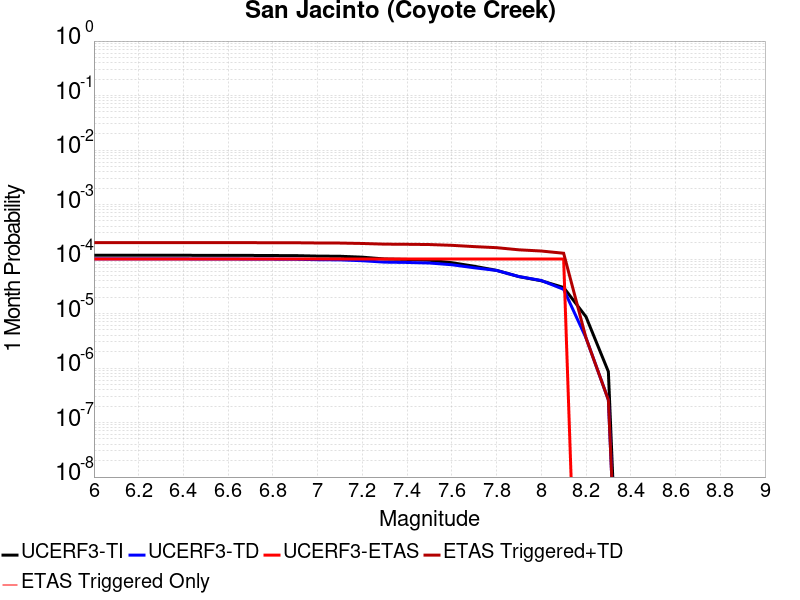 San Jacinto (Coyote Creek)
10 0
10 -1
10 -2
10 -3
10 -4
10 -5
10 -6
10 -7
10 -8
1 Month Probability
6 6.2 6.4 6.6 6.8 7 7.2 7.4 7.6 7.8 8 8.2 8.4 8.6 8.8 9
Magnitude
UCERF3-TI UCERF3-TD UCERF3-ETAS ETAS Triggered+TD
ETAS Triggered Only